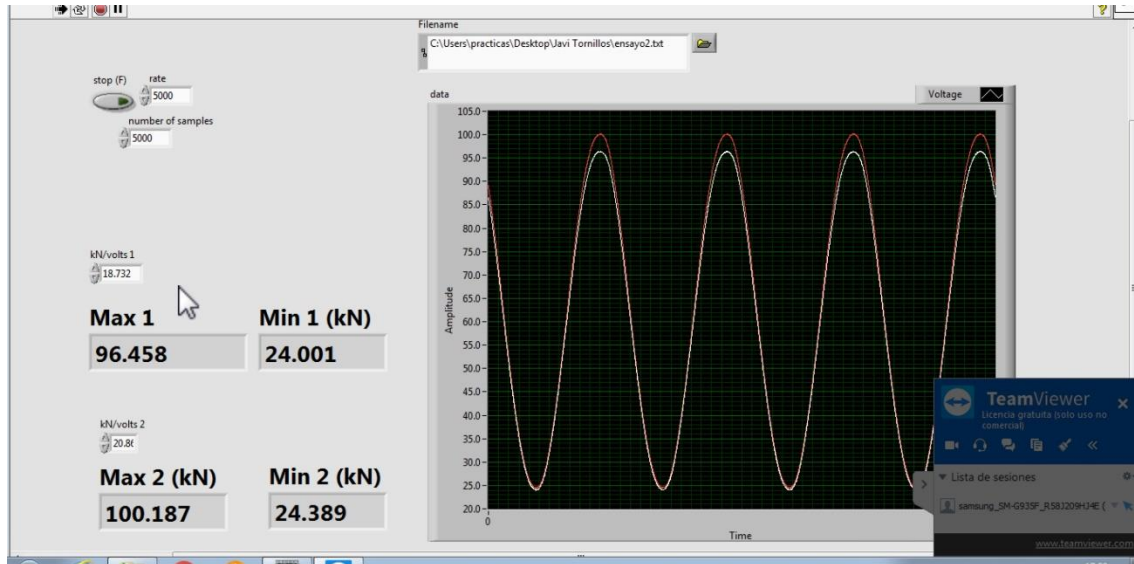 Filename
C:\Users\practicas\Desktop\Javi Tornillos\ensayo2.txt
stop (F)
rate
5000
number of samples
5000
data
Voltage
105.0
100.0
95.0
90.0
85.0
80.0
75.0
70.0
65.0
60.0
55.0
50.0
45.0
40.0
35.0
30.0
25.0
20.0
Amplitude
0
Time
kN/volts 1
18.732
Max 1
Min 1 (kN)
96.458
24.001
kN/volts 2
Max 2 (kN)
Min 2 (kN)
100.187
24.389
TeamViewer
Licencia gratuita (solo uso no
comercial)
Lista de sesiones
www.teamviewer.com